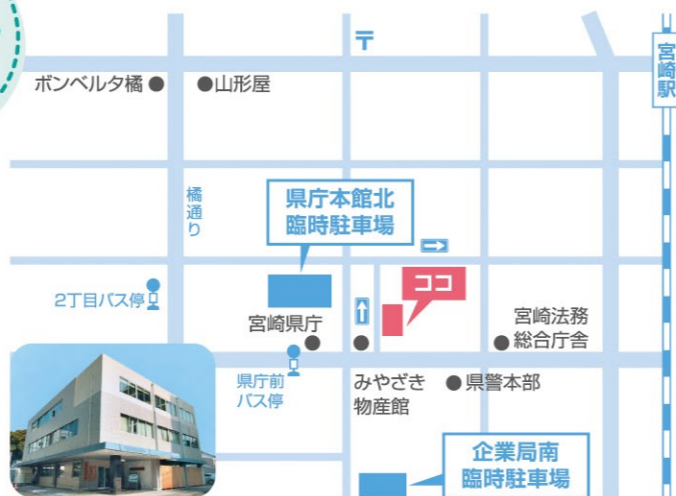 〒
宮崎駅
ボンベルタ橘
山形屋
橘通り
県庁本館北
臨時駐車場
ココ
2丁目バス停
宮崎県庁
宮崎法務
総合庁舎
県庁前
バス停
みやざき
物産館
県警本部
企業局南
臨時駐車場